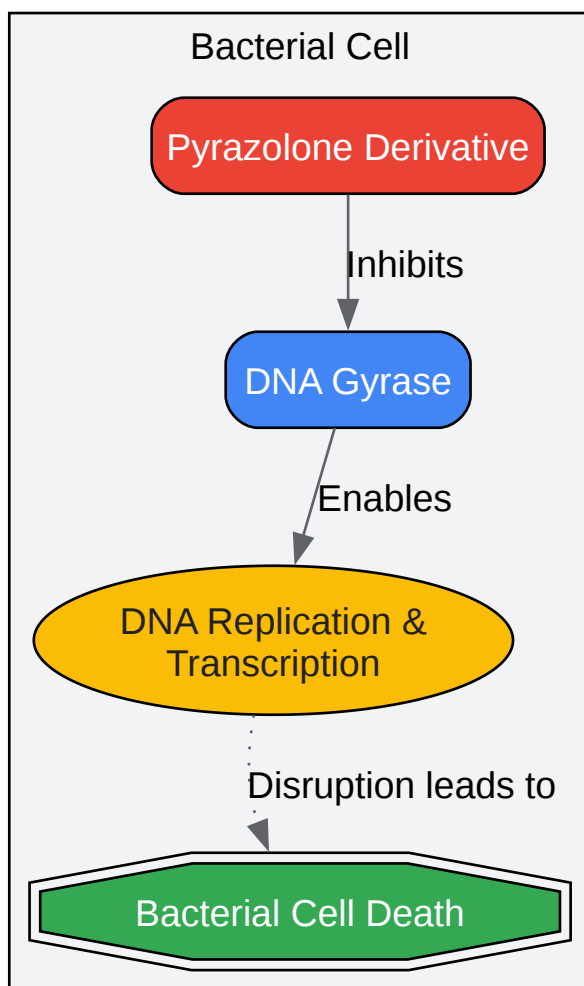 Bacterial Cell
Pyrazolone Derivative
Inhibits
DNA Gyrase
Enables
DNA Replication &
Transcription
Disruption leads to
Bacterial Cell Death